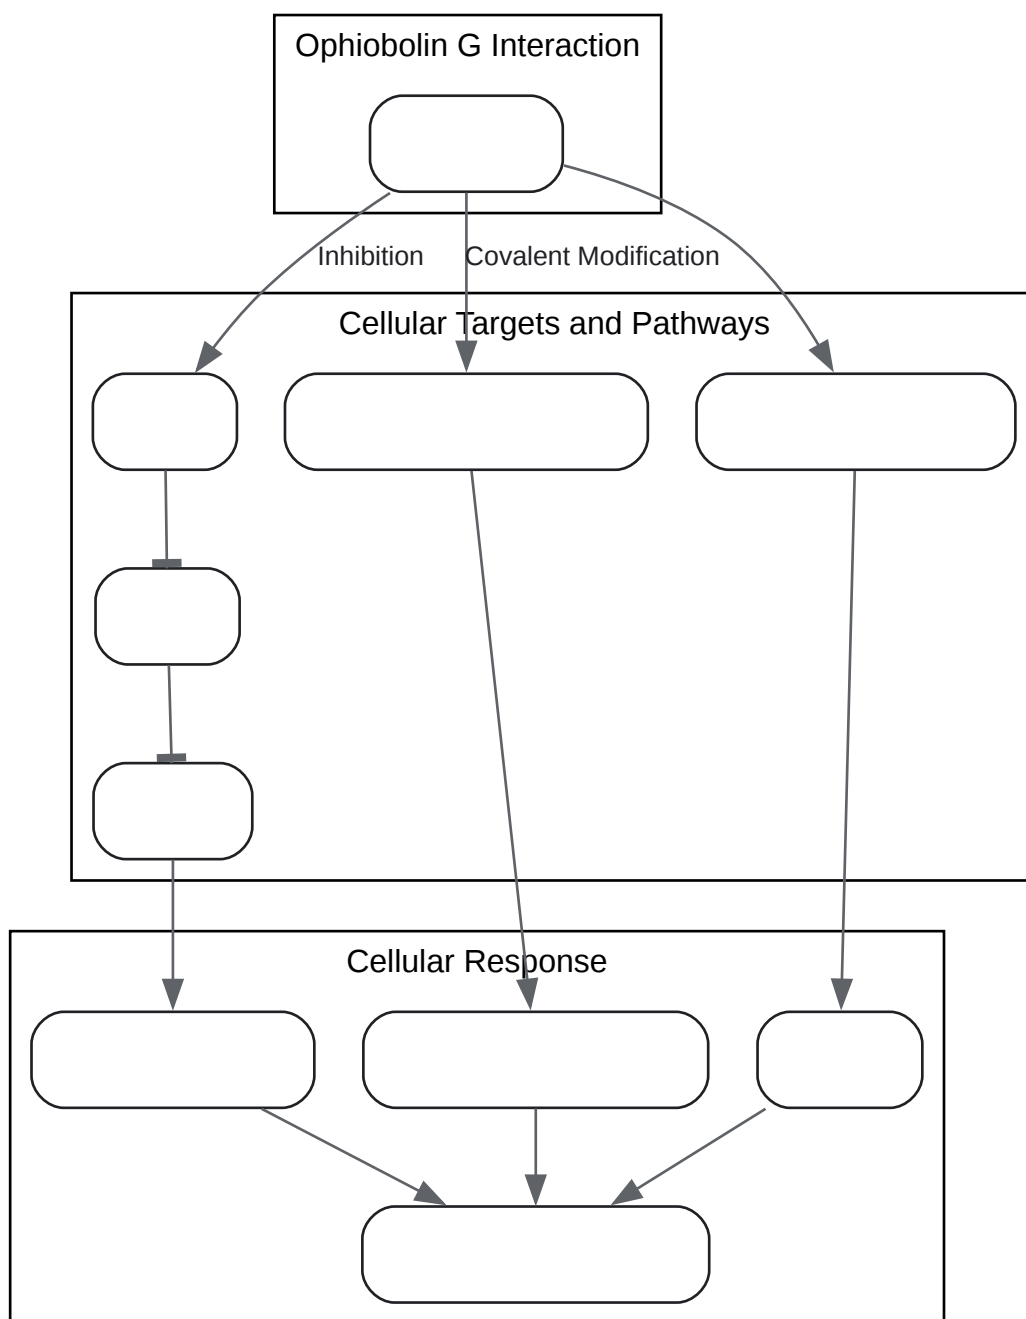 Ophiobolin G Interaction
Inhibition
Covalent Modification
Cellular Targets and Pathways
Cellular Response